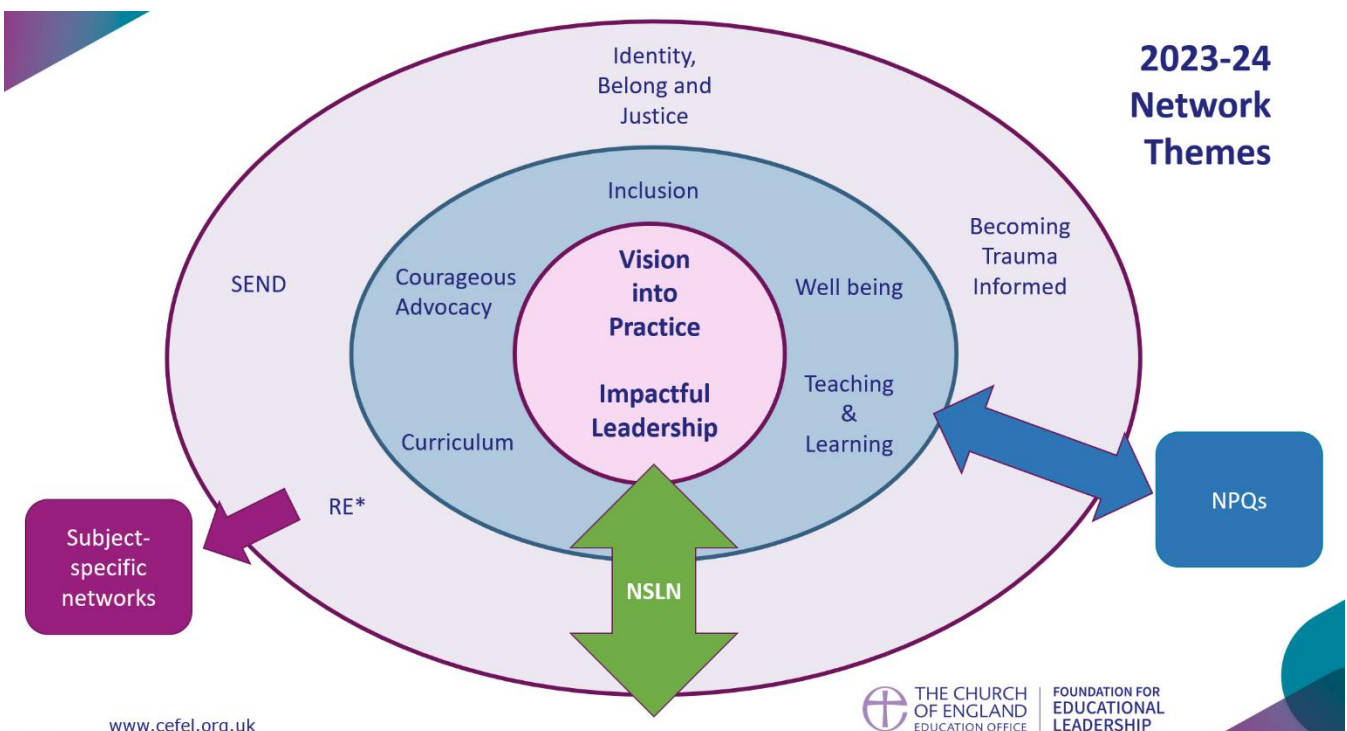 2023-24
Network
Themes
Identity,
Belong and
Justice
Inclusion
Becoming
Trauma
Informed
SEND
Courageous
Advocacy
Vision
into
Practice
Well being
Impactful
Leadership
Teaching
&
Learning
Curriculum
RE*
NPQs
Subject-
specific
networks
NSLN
www.cefel.org.uk
THE CHURCH
OF ENGLAND
EDUCATION OFFICE
FOUNDATION FOR
EDUCATIONAL
LEADERSHIP